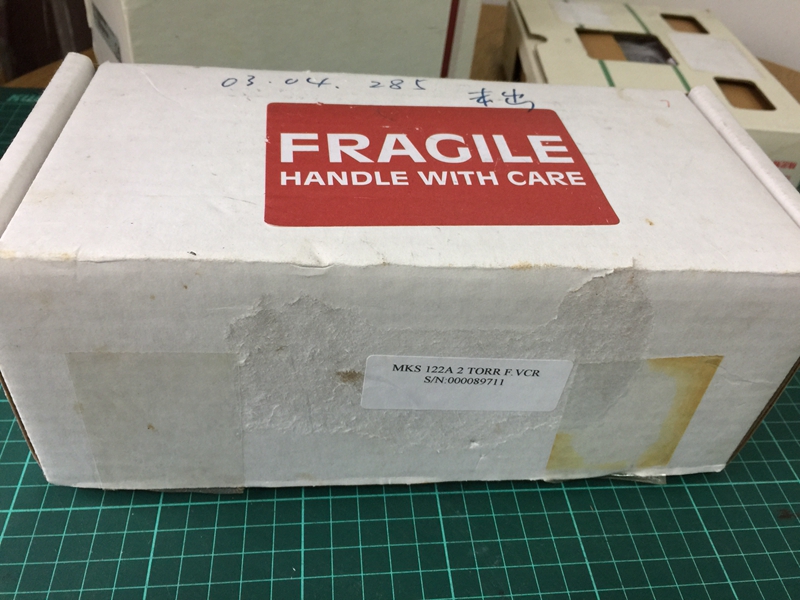 03.04.285
FRAGILE
HANDLE WITH CARE
MKS 122A 2 TORR F.VCR
S/N:000089711